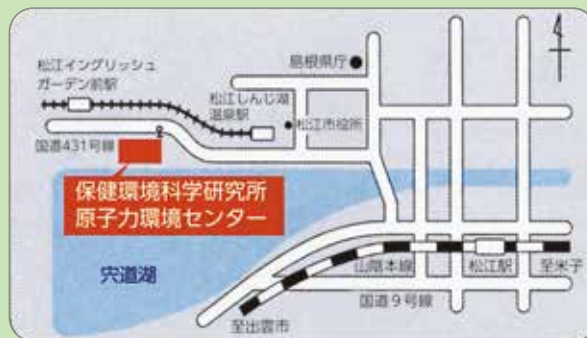 島根県庁
松江イングリッシュ
ガーデン前駅
松江しんじ湖
温泉駅
松江市役所
国道431号線
保健環境科学研究所
原子力環境センター
宍道湖
山陰本線
松江駅
至米子
国道9号線
至出雲市